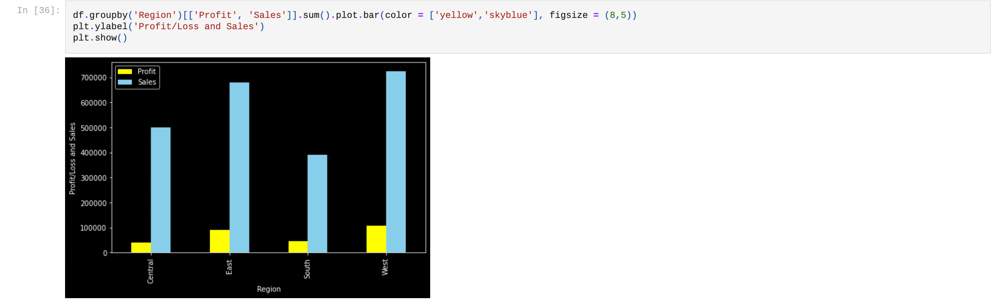 In [36]:
df.groupby('Region')[['Profit', 'Sales']].sum().plot.bar(color = ['yellow','skyblue'], figsize = (8,5))
plt.ylabel('Profit/Loss and Sales')
plt.show()
Profit
Sales
700000
600000
500000
400000
300000
200000
100000
0
Profit/Loss and Sales
Central
East
South
West
Region